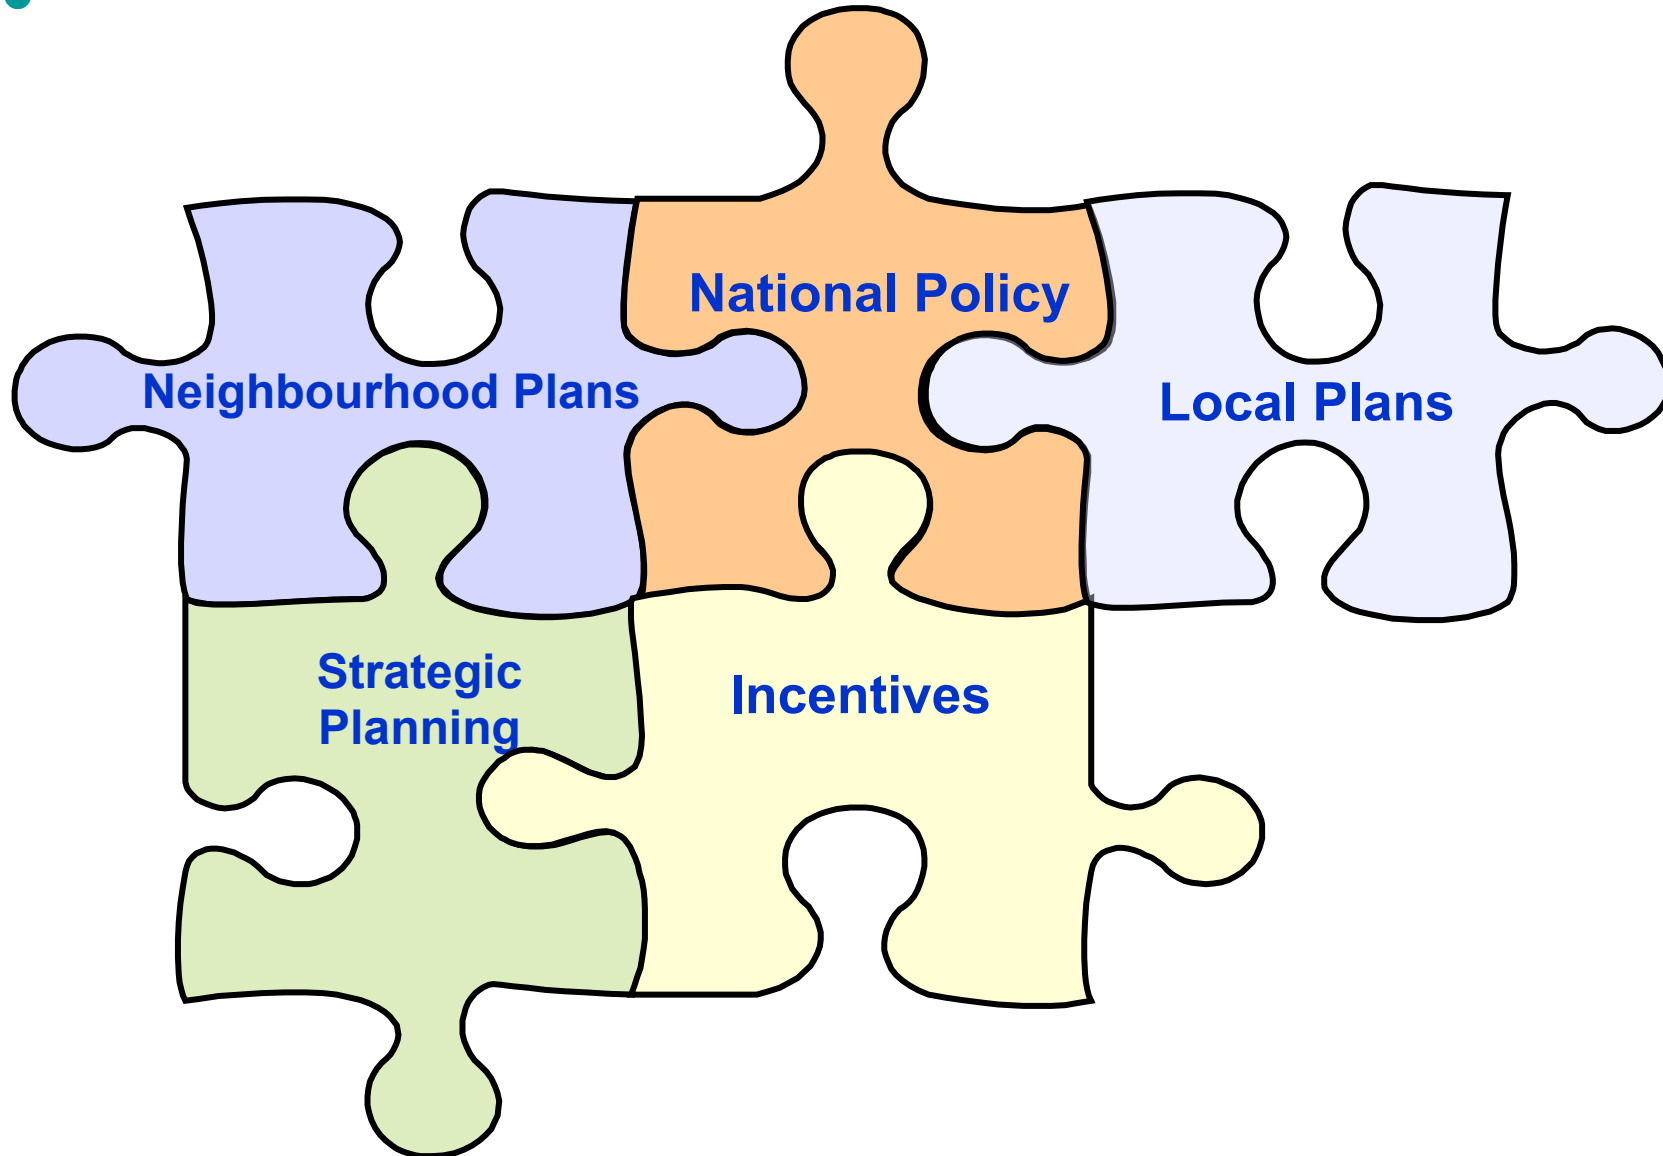 National Policy
Neighbourhood Plans
Local Plans
Strategic
Planning
Incentives